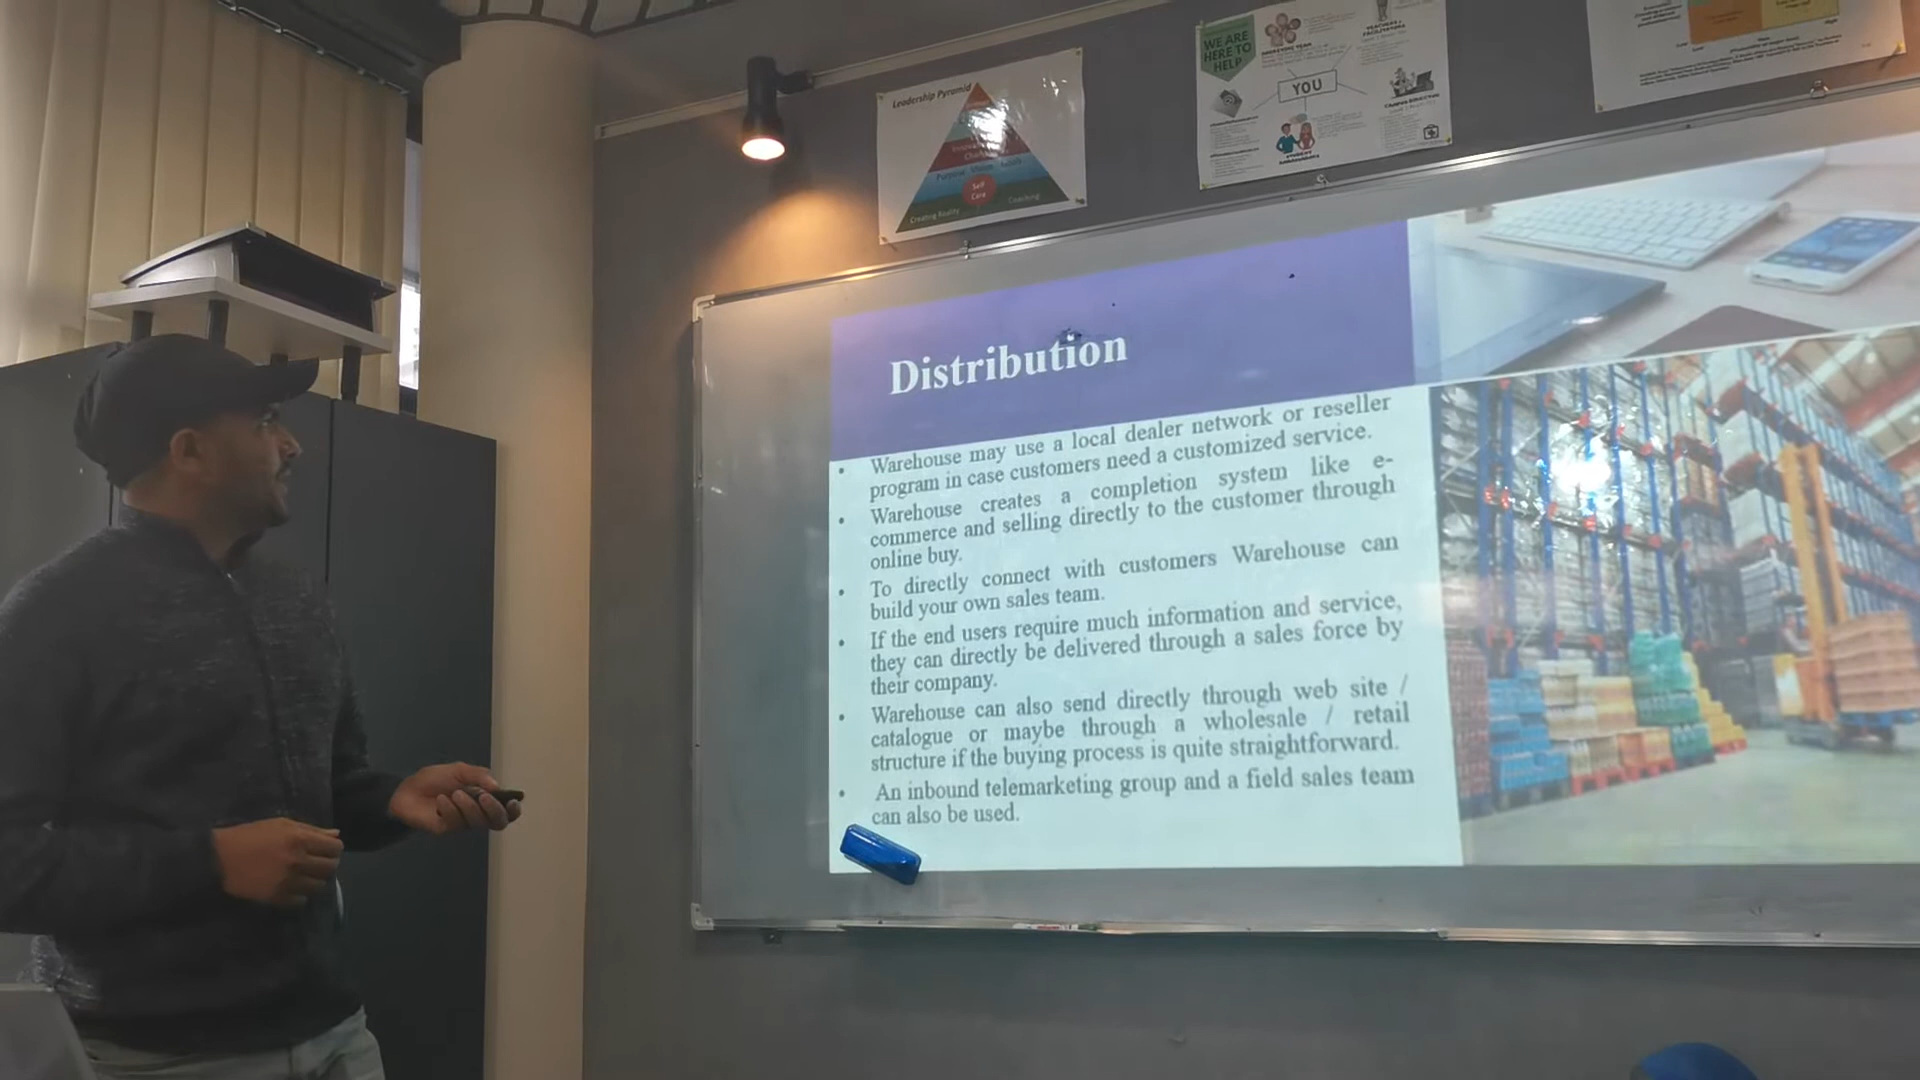 Leadership Pyramid
Purpose Vision
Self
Care
Creating Reality
Coaching
WE ARE
HERE TO
HELP
YOU
Distribution
• Warehouse may use a local dealer network or reseller
program in case customers need a customized service.
• Warehouse creates a completion system like e-
commerce and selling directly to the customer through
online buy.
• To directly connect with customers Warehouse can
build your own sales team.
• If the end users require much information and service,
they can directly be delivered through a sales force by
their company.
• Warehouse can also send directly through web site /
catalogue or maybe through a wholesale / retail
structure if the buying process is quite straightforward.
• An inbound telemarketing group and a field sales team
can also be used.